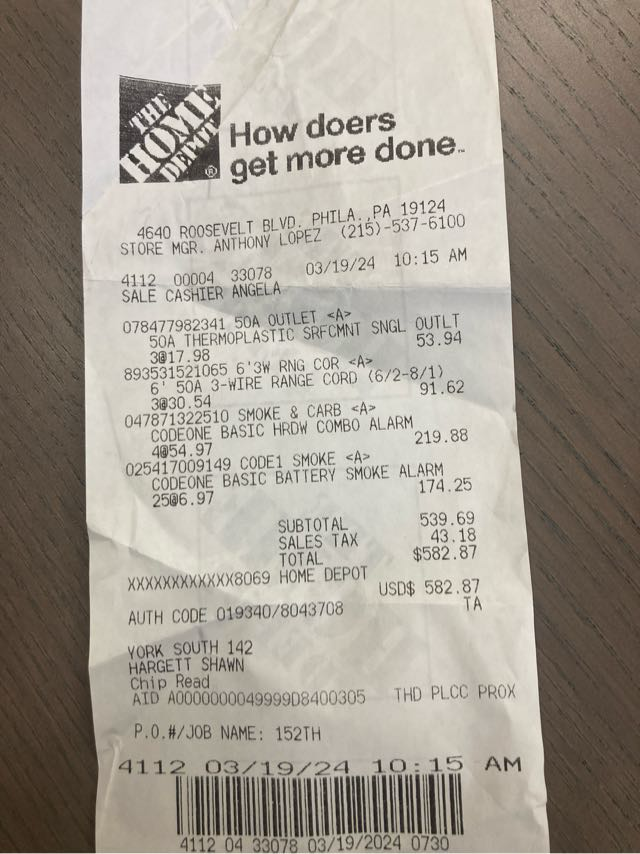 THE
HOME
DEPOT®
How doers
get more done.™
4640 ROOSEVELT BLVD, PHILA.,PA 19124
STORE MGR. ANTHONY LOPEZ (215)-537-6100
4112 00004 33078 03/19/24 10:15 AM
SALE CASHIER ANGELA
078477982341 50A OUTLET <A>
50A THERMOPLASTIC SRFCMNT SNGL OUTLT
3@17.98 53.94
893531521065 6'3W RNG COR <A>
6' 50A 3-WIRE RANGE CORD (6/2-8/1)
3@30.54 91.62
047871322510 SMOKE & CARB <A>
CODEONE BASIC HRDW COMBO ALARM
4@54.97 219.88
025417009149 CODE1 SMOKE <A>
CODEONE BASIC BATTERY SMOKE ALARM
25@6.97 174.25
SUBTOTAL 539.69
SALES TAX 43.18
TOTAL $582.87
XXXXXXXXXXXX8069 HOME DEPOT
USD$ 582.87
AUTH CODE 019340/8043708 TA
YORK SOUTH 142
HARGETT SHAWN
Chip Read
AID A0000000049999D8400305 THD PLCC PROX
P.O.#/JOB NAME: 152TH
4112 03/19/24 10:15 AM
4112 04 33078 03/19/2024 0730